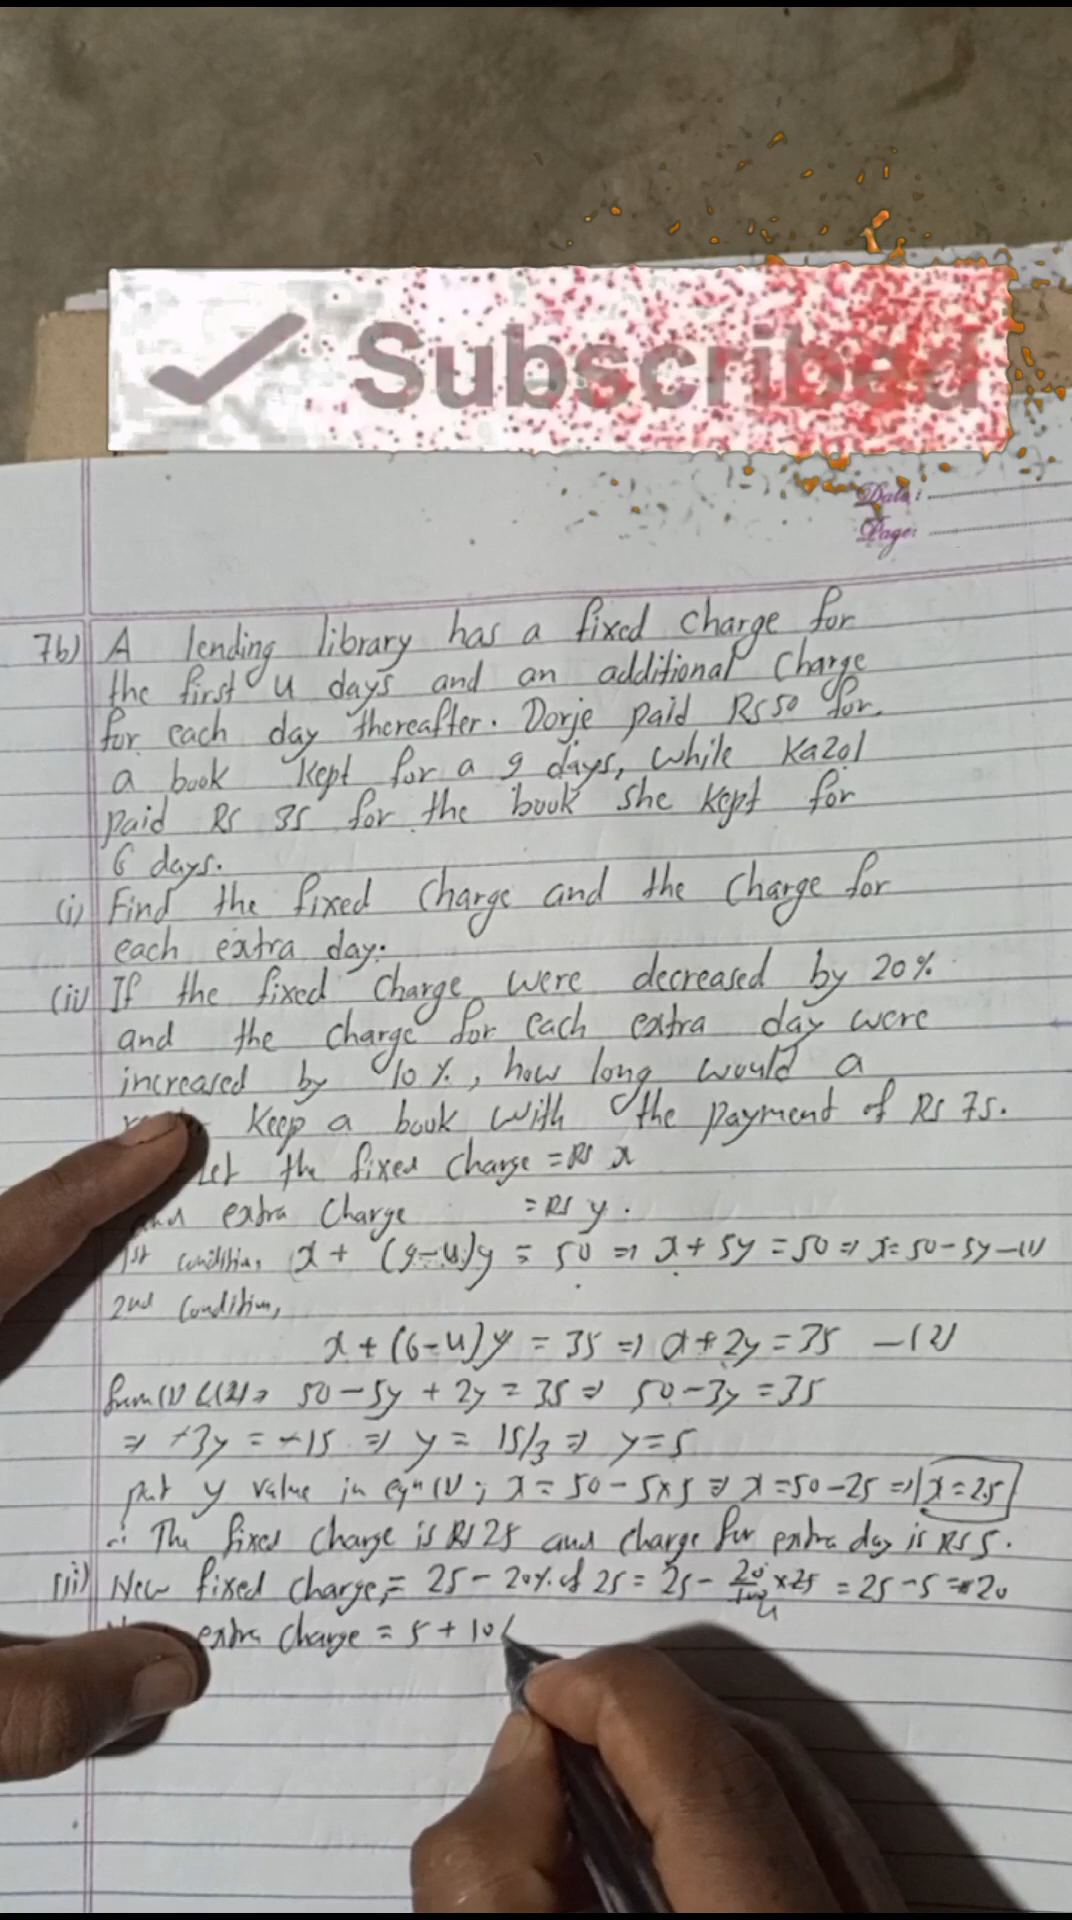 Subscribed
Date:
Page:
7b) A lending library has a fixed charge for
the first 4 days and an additional charge
for each day thereafter. Dorje paid Rs 50 for
a book kept for a 9 days, while Kazol
paid Rs 35 for the book she kept for
6 days.
(i) Find the fixed charge and the charge for
each extra day.
(ii) If the fixed charge were decreased by 20%
and the charge for each extra day were
increased by 10%, how long would a
keep a book with the payment of Rs 75.
Let the fixed charge = Rs x
and extra charge = Rs y.
1st condition, x + (9-4)y = 50 ⇒ x + 5y = 50 ⇒ x = 50 - 5y -(1)
2nd condition,
x + (6-4)y = 35 ⇒ x + 2y = 35 -(2)
from (1) & (2) ⇒ 50 - 5y + 2y = 35 ⇒ 50 - 3y = 35
⇒ -3y = -15 ⇒ y = 15/3 ⇒ y = 5
put y value in eqn (1); x = 50 - 5×5 ⇒ x = 50 - 25 ⇒ x = 25
∴ The fixed charge is Rs 25 and charge for extra day is Rs 5.
(ii) New fixed charge = 25 - 20% of 25 = 25 - 20/100 × 25 = 25 - 5 = 20
extra charge = 5 + 10